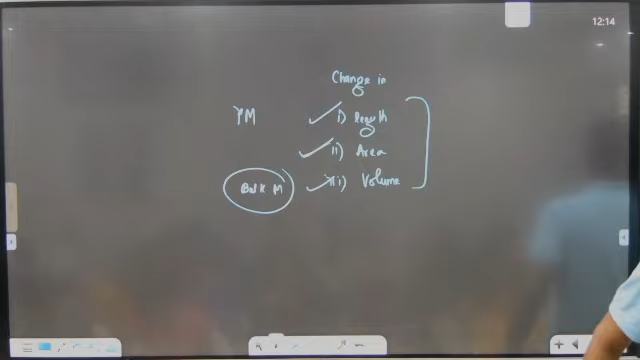 12:14
Change in
YM i) length
ii) Area
Bulk M iii) Volume